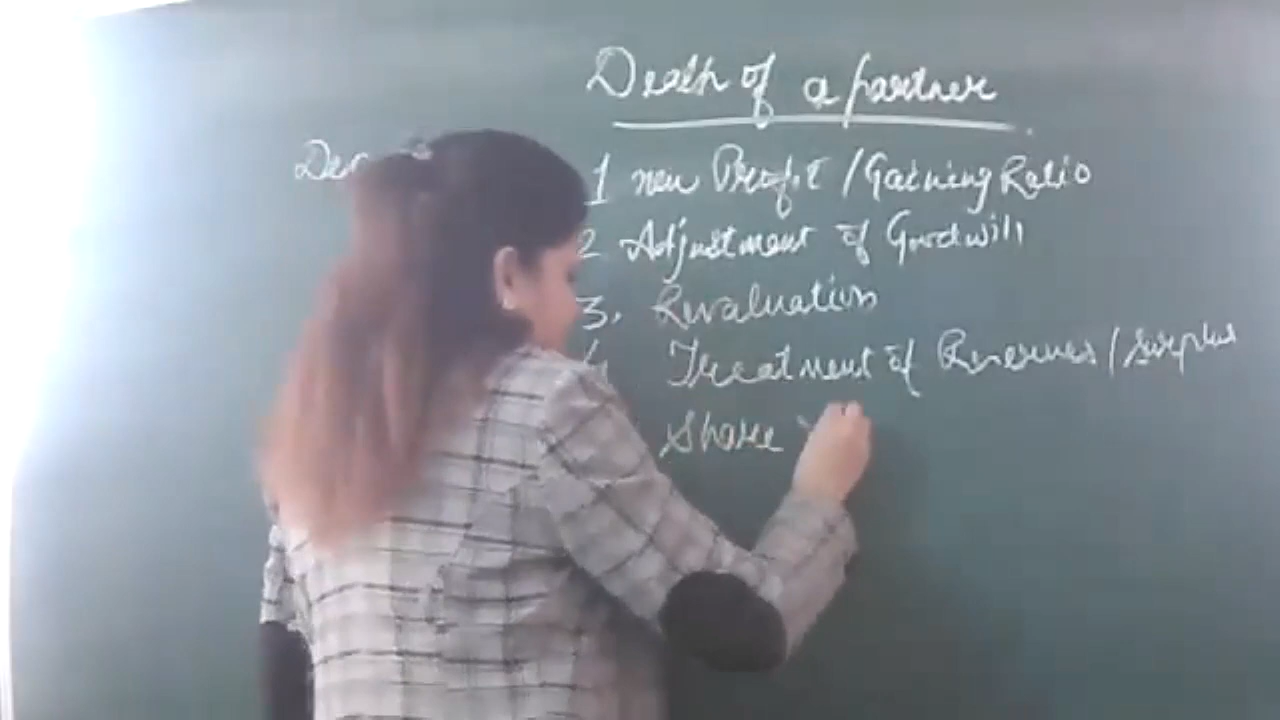 Death of a partner
1 new Profit / Gaining Ratio
2 Adjustment of Goodwill
3. Revaluation
4 Treatment of Reserves / Surplus
Share